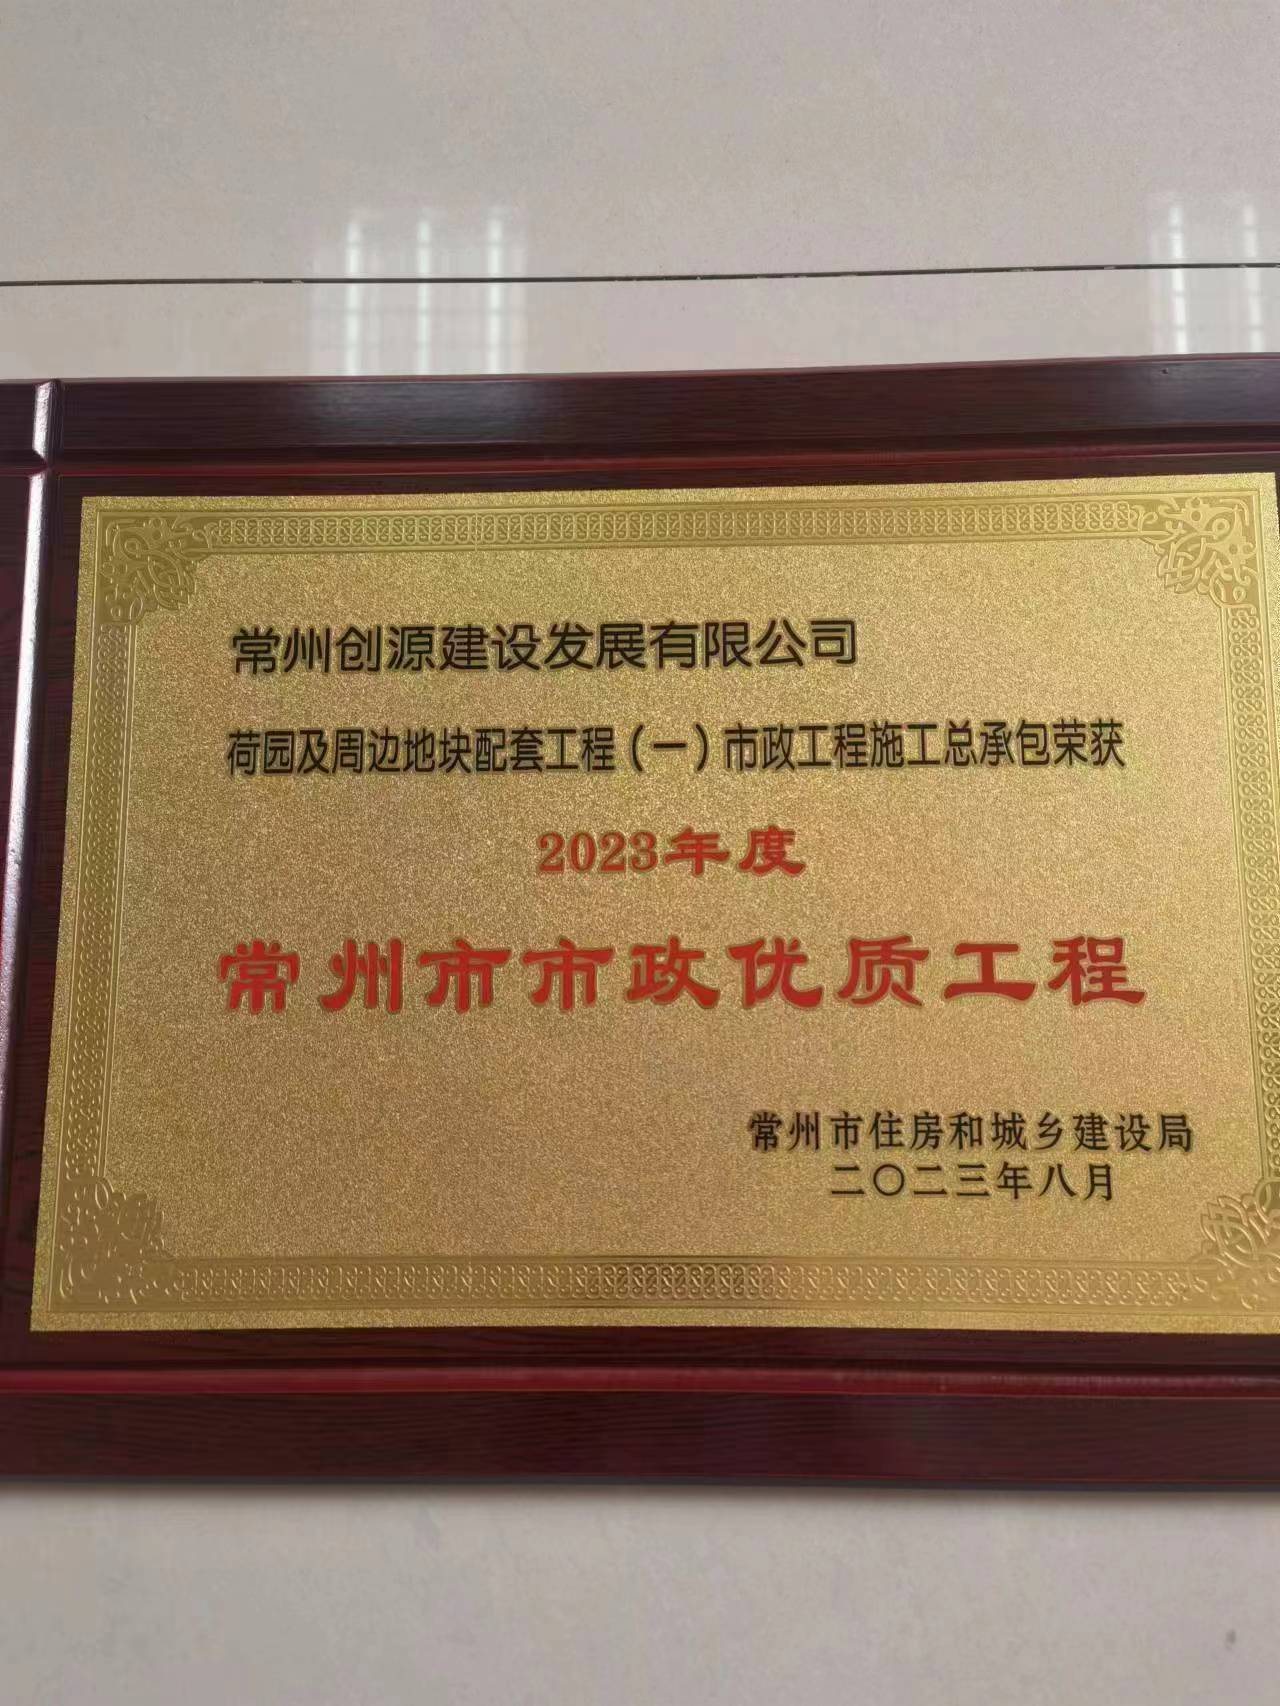 常州创源建设发展有限公司
荷园及周边地块配套工程（一）市政工程施工总承包荣获
2023年度
常州市市政优质工程
常州市住房和城乡建设局
二〇二三年八月